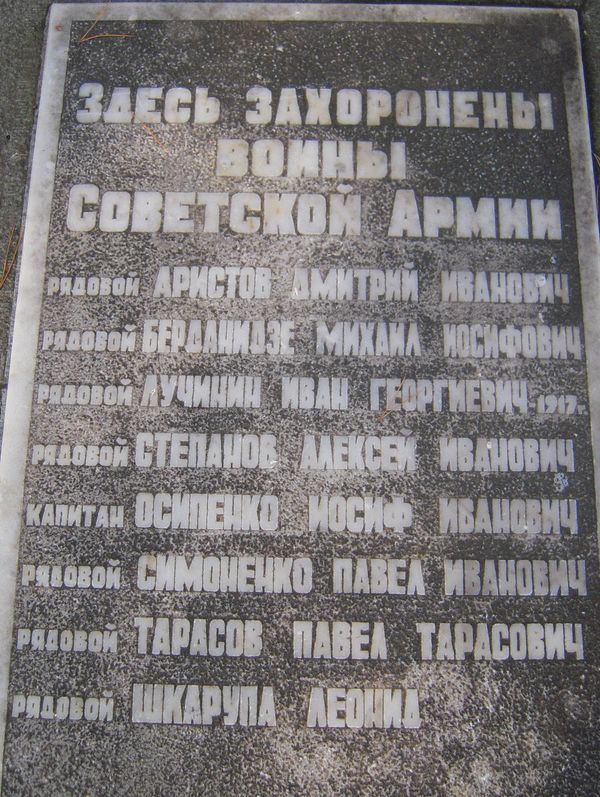 Здесь захоронены
воины
Советской Армии
рядовой АРИСТОВ ДМИТРИЙ ИВАНОВИЧ
рядовой БЕРДАНИДЗЕ МИХАИЛ ИОСИФОВИЧ
рядовой ЛУЧИНИН ИВАН ГЕОРГИЕВИЧ 1917г.
рядовой СТЕПАНОВ АЛЕКСЕЙ ИВАНОВИЧ
капитан ОСИПЕНКО ИОСИФ ИВАНОВИЧ
рядовой СИМОНЕНКО ПАВЕЛ ИВАНОВИЧ
рядовой ТАРАСОВ ПАВЕЛ ТАРАСОВИЧ
рядовой ШКАРУПА ЛЕОНИД